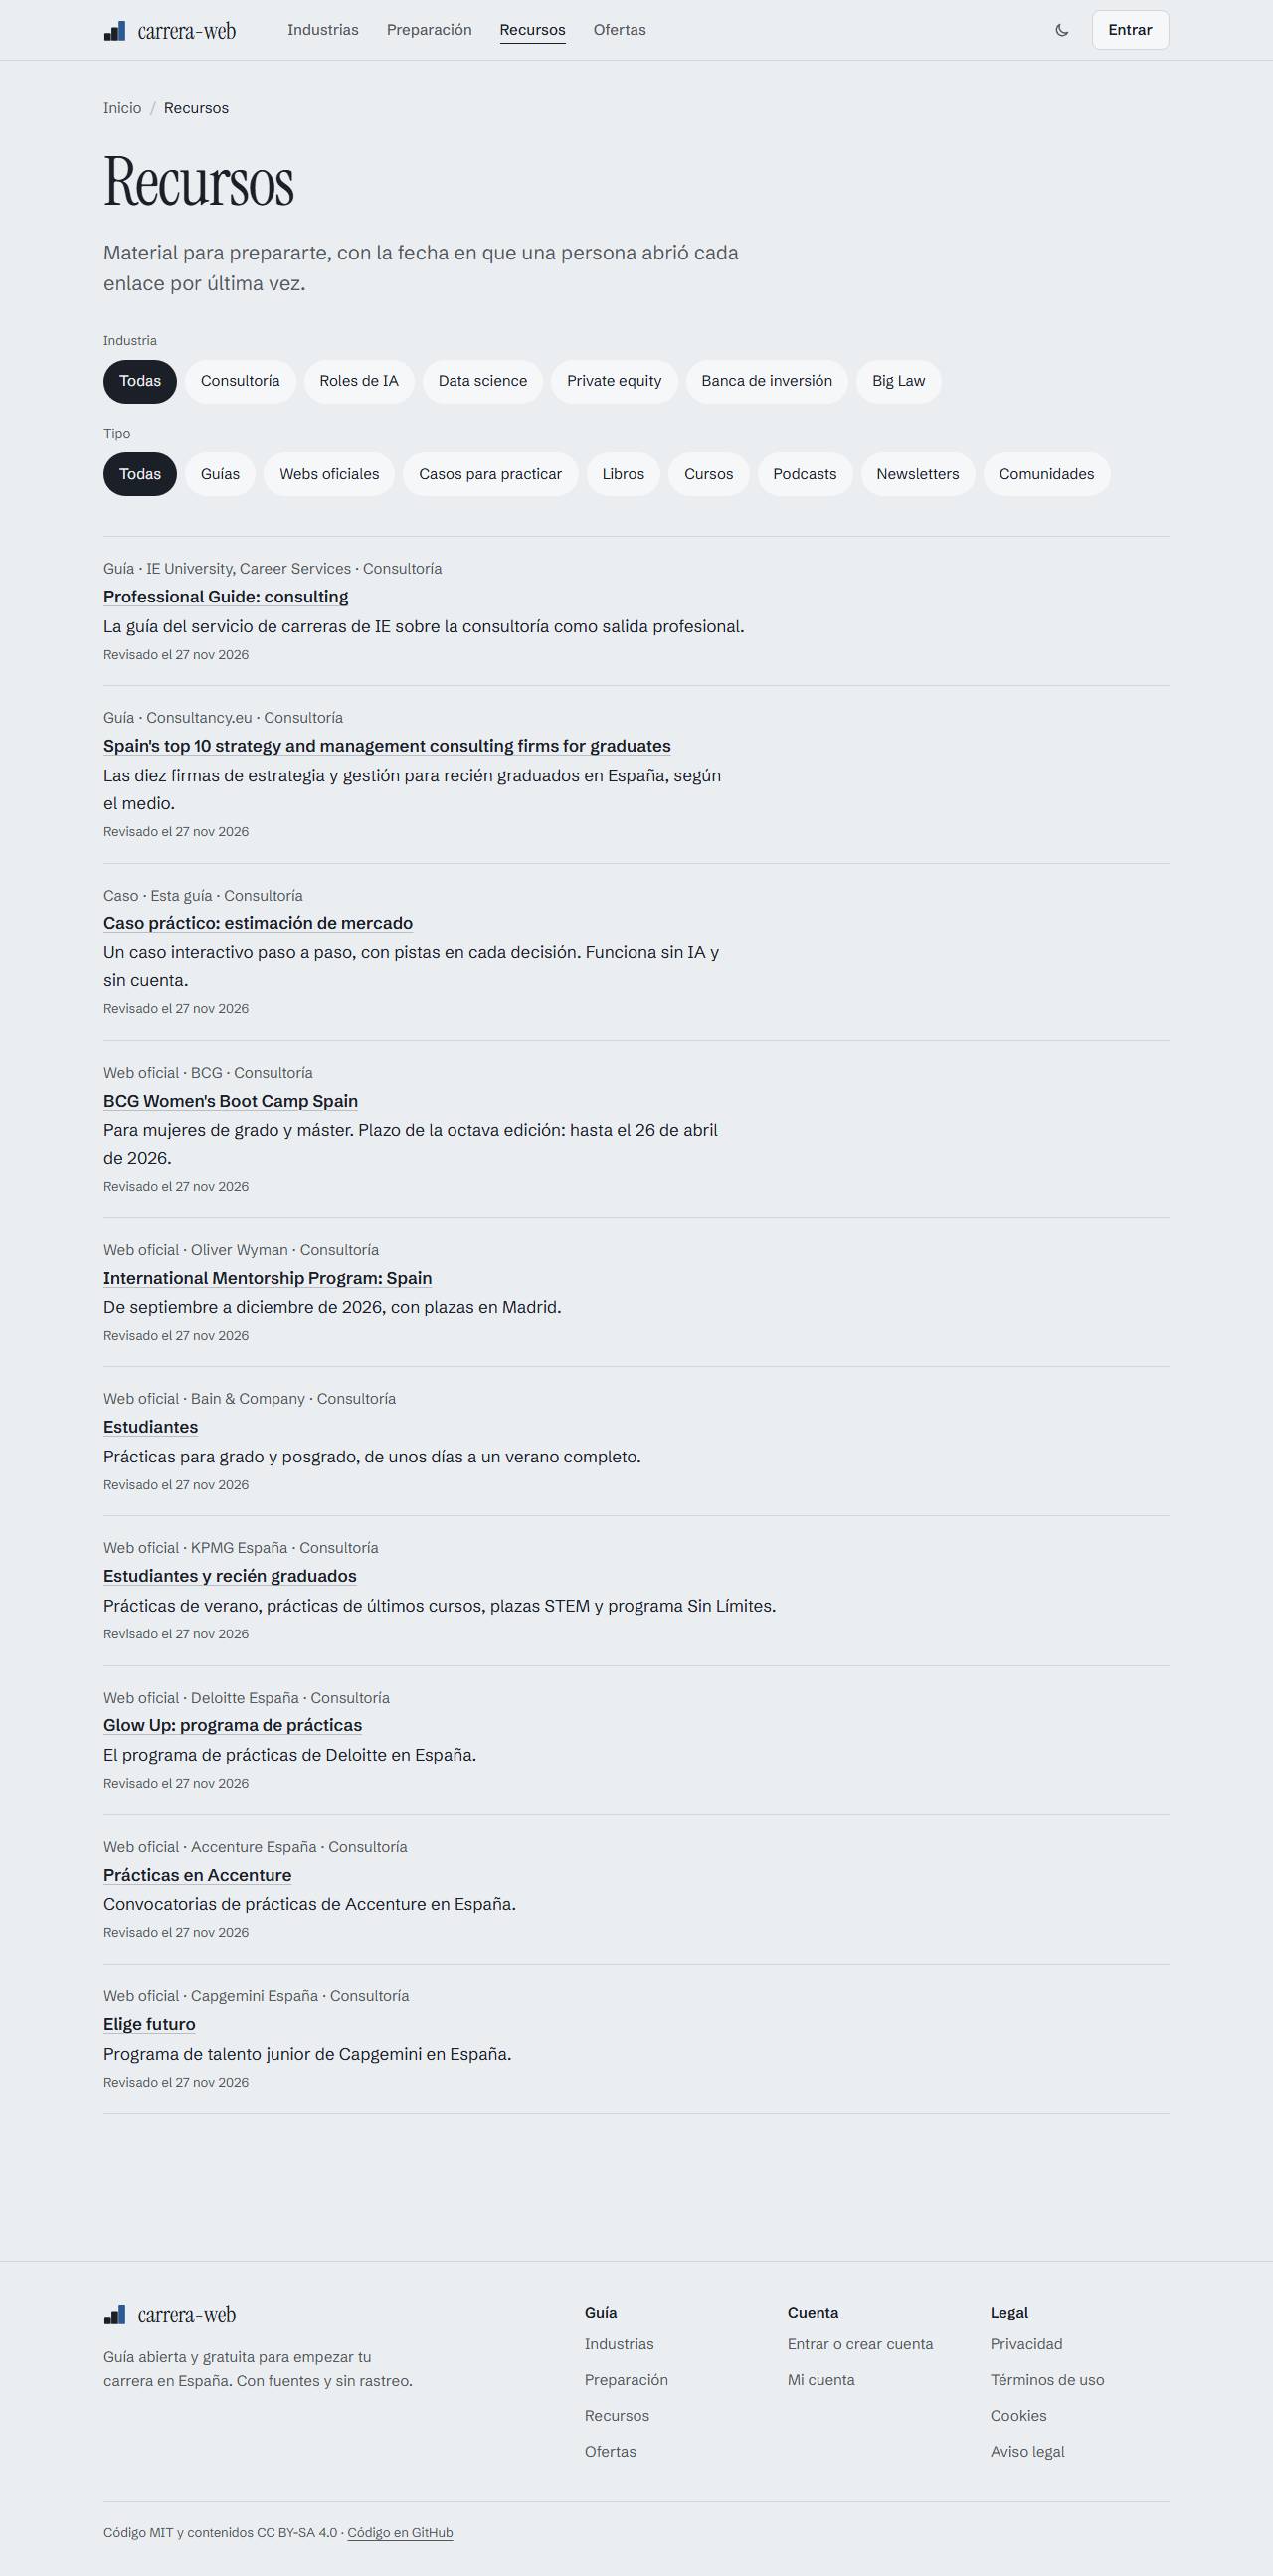 carrera-web
Industrias
Preparación
Recursos
Ofertas
Entrar
Inicio / Recursos
Recursos
Material para prepararte, con la fecha en que una persona abrió cada
enlace por última vez.
Industria
Todas
Consultoría
Roles de IA
Data science
Private equity
Banca de inversión
Big Law
Tipo
Todas
Guías
Webs oficiales
Casos para practicar
Libros
Cursos
Podcasts
Newsletters
Comunidades
Guía · IE University, Career Services · Consultoría
Professional Guide: consulting
La guía del servicio de carreras de IE sobre la consultoría como salida profesional.
Revisado el 27 nov 2026
Guía · Consultancy.eu · Consultoría
Spain's top 10 strategy and management consulting firms for graduates
Las diez firmas de estrategia y gestión para recién graduados en España, según
el medio.
Revisado el 27 nov 2026
Caso · Esta guía · Consultoría
Caso práctico: estimación de mercado
Un caso interactivo paso a paso, con pistas en cada decisión. Funciona sin IA y
sin cuenta.
Revisado el 27 nov 2026
Web oficial · BCG · Consultoría
BCG Women's Boot Camp Spain
Para mujeres de grado y máster. Plazo de la octava edición: hasta el 26 de abril
de 2026.
Revisado el 27 nov 2026
Web oficial · Oliver Wyman · Consultoría
International Mentorship Program: Spain
De septiembre a diciembre de 2026, con plazas en Madrid.
Revisado el 27 nov 2026
Web oficial · Bain & Company · Consultoría
Estudiantes
Prácticas para grado y posgrado, de unos días a un verano completo.
Revisado el 27 nov 2026
Web oficial · KPMG España · Consultoría
Estudiantes y recién graduados
Prácticas de verano, prácticas de últimos cursos, plazas STEM y programa Sin Límites.
Revisado el 27 nov 2026
Web oficial · Deloitte España · Consultoría
Glow Up: programa de prácticas
El programa de prácticas de Deloitte en España.
Revisado el 27 nov 2026
Web oficial · Accenture España · Consultoría
Prácticas en Accenture
Convocatorias de prácticas de Accenture en España.
Revisado el 27 nov 2026
Web oficial · Capgemini España · Consultoría
Elige futuro
Programa de talento junior de Capgemini en España.
Revisado el 27 nov 2026
carrera-web
Guía abierta y gratuita para empezar tu
carrera en España. Con fuentes y sin rastreo.
Guía
Industrias
Preparación
Recursos
Ofertas
Cuenta
Entrar o crear cuenta
Mi cuenta
Legal
Privacidad
Términos de uso
Cookies
Aviso legal
Código MIT y contenidos CC BY-SA 4.0 · Código en GitHub